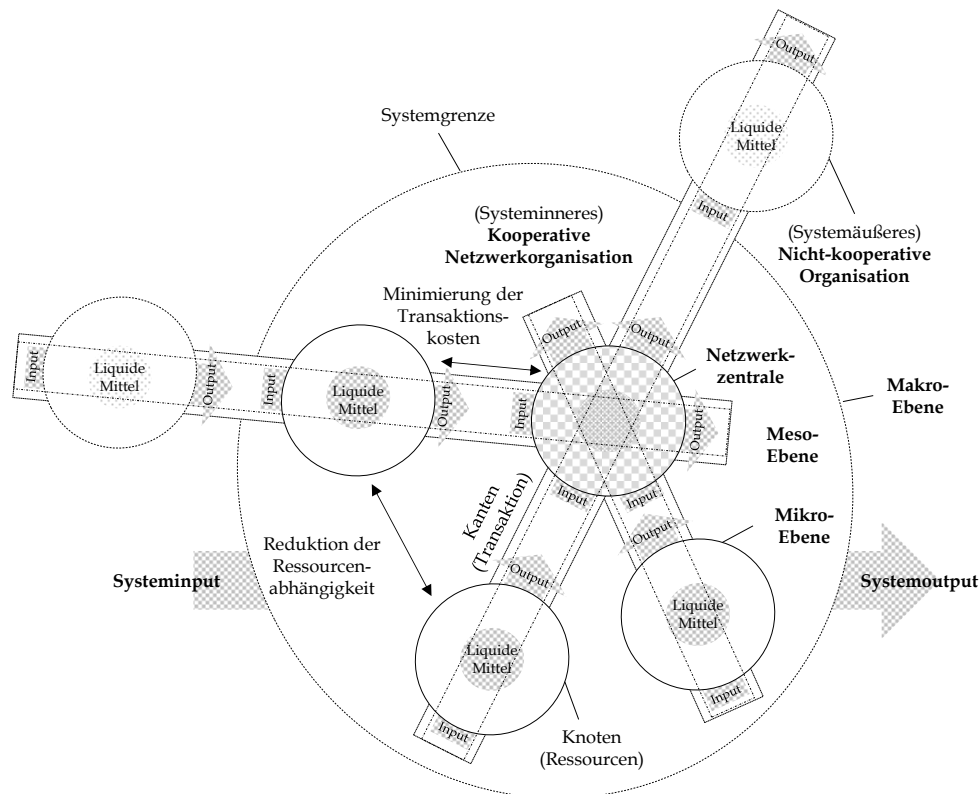 Output
Liquide
Mittel
Input
Systemgrenze
(Systeminneres)
Kooperative
Netzwerkorganisation
(Systemäußeres)
Nicht-kooperative
Organisation
Minimierung der
Transaktions-
kosten
Output
Output
Netzwerk-
zentrale
Makro-
Ebene
Input
Liquide
Mittel
Output
Input
Liquide
Mittel
Output
Input
Output
Meso-
Ebene
Kanten
(Transaktion)
Input
Input
Output
Mikro-
Ebene
Reduktion der
Ressourcen-
abhängigkeit
Output
Systeminput
Systemoutput
Liquide
Mittel
Liquide
Mittel
Input
Input
Knoten
(Ressourcen)